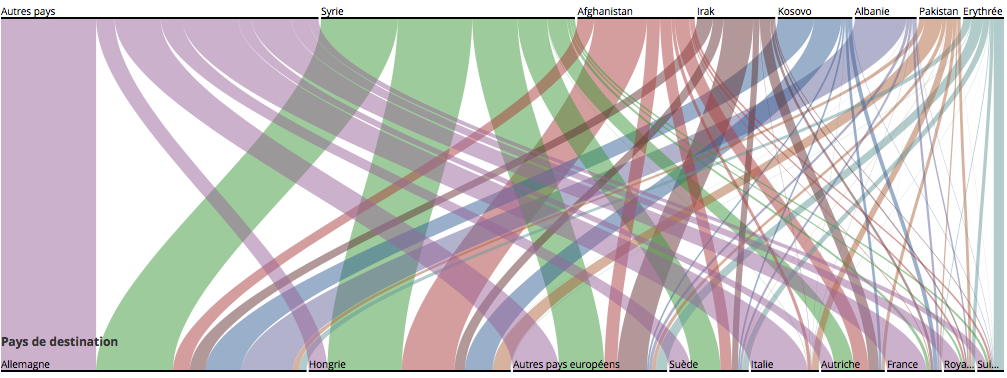 Autres pays Syrie Afghanistan Irak Kosovo Albanie Pakistan Erythrée
Pays de destination
Allemagne Hongrie Autres pays européens Suède Italie Autriche France Roya... Sui...